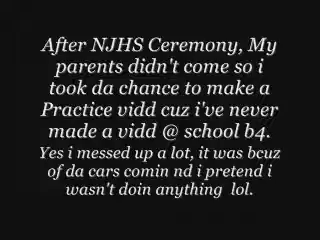 After NJHS Ceremony, My
parents didn't come so i
took da chance to make a
Practice vidd cuz i've never
made a vidd @ school b4.
Yes i messed up a lot, it was bcuz
of da cars comin nd i pretend i
wasn't doin anything  lol.